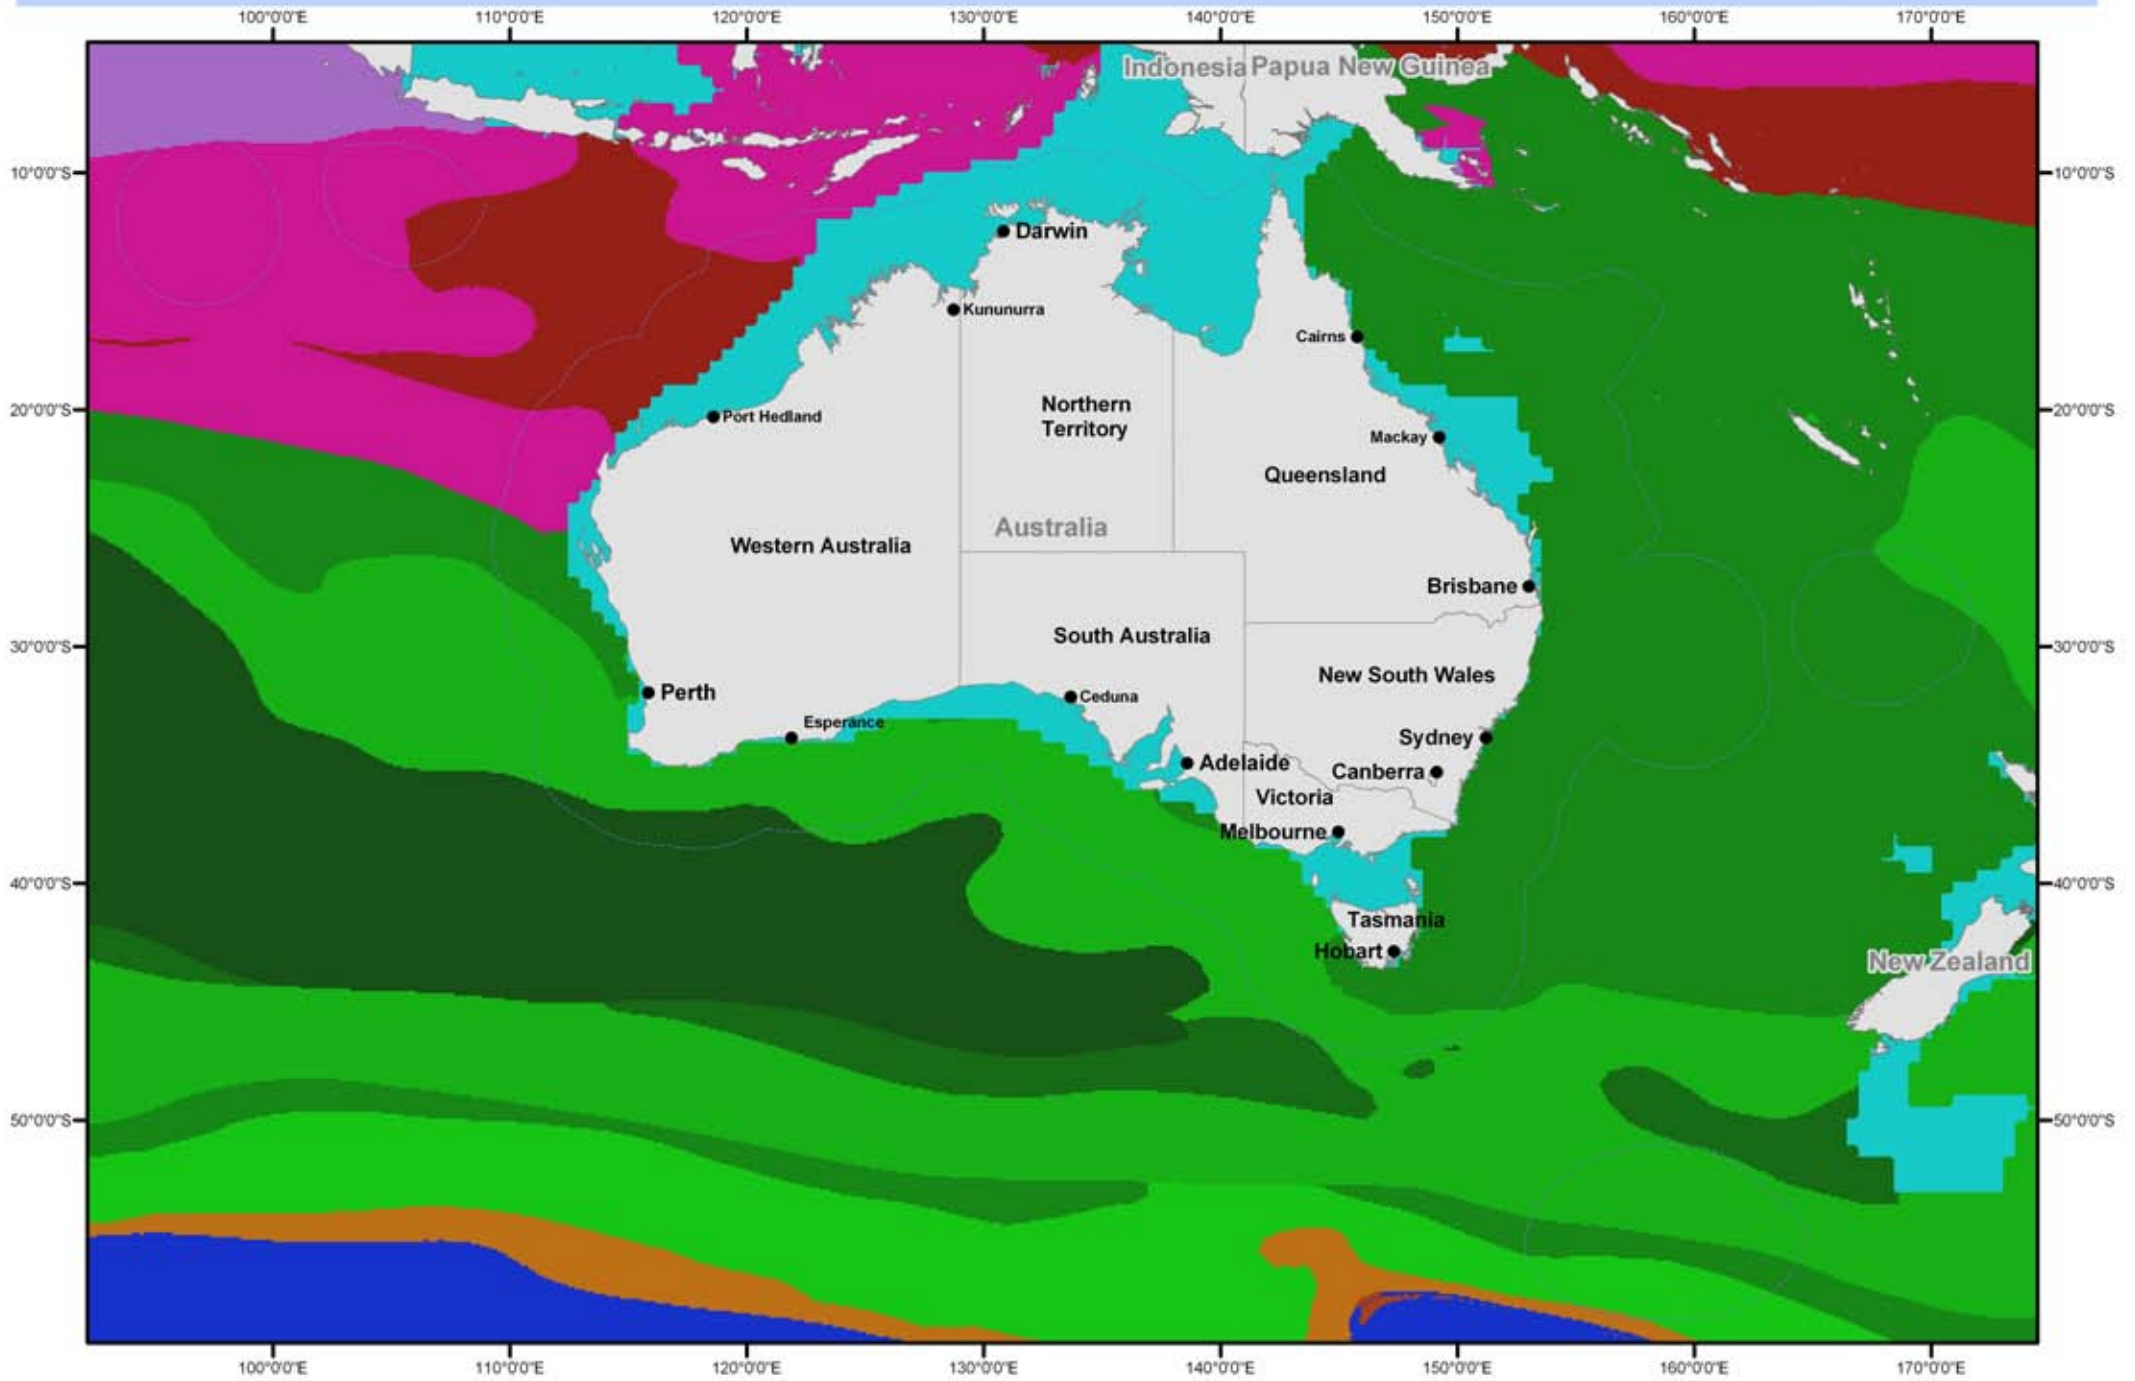 100°0'0"E 110°0'0"E 120°0'0"E 130°0'0"E 140°0'0"E 150°0'0"E 160°0'0"E 170°0'0"E
Indonesia Papua New Guinea
10°0'0"S 10°0'0"S
Darwin
Kununurra
Cairns
Northern
Territory
20°0'0"S 20°0'0"S
Port Hedland
Mackay
Queensland
Australia
Western Australia
Brisbane
South Australia
30°0'0"S 30°0'0"S
New South Wales
Perth
Ceduna
Esperance
Sydney
Adelaide
Canberra
Victoria
Melbourne
40°0'0"S 40°0'0"S
Tasmania
Hobart
New Zealand
50°0'0"S 50°0'0"S
100°0'0"E 110°0'0"E 120°0'0"E 130°0'0"E 140°0'0"E 150°0'0"E 160°0'0"E 170°0'0"E